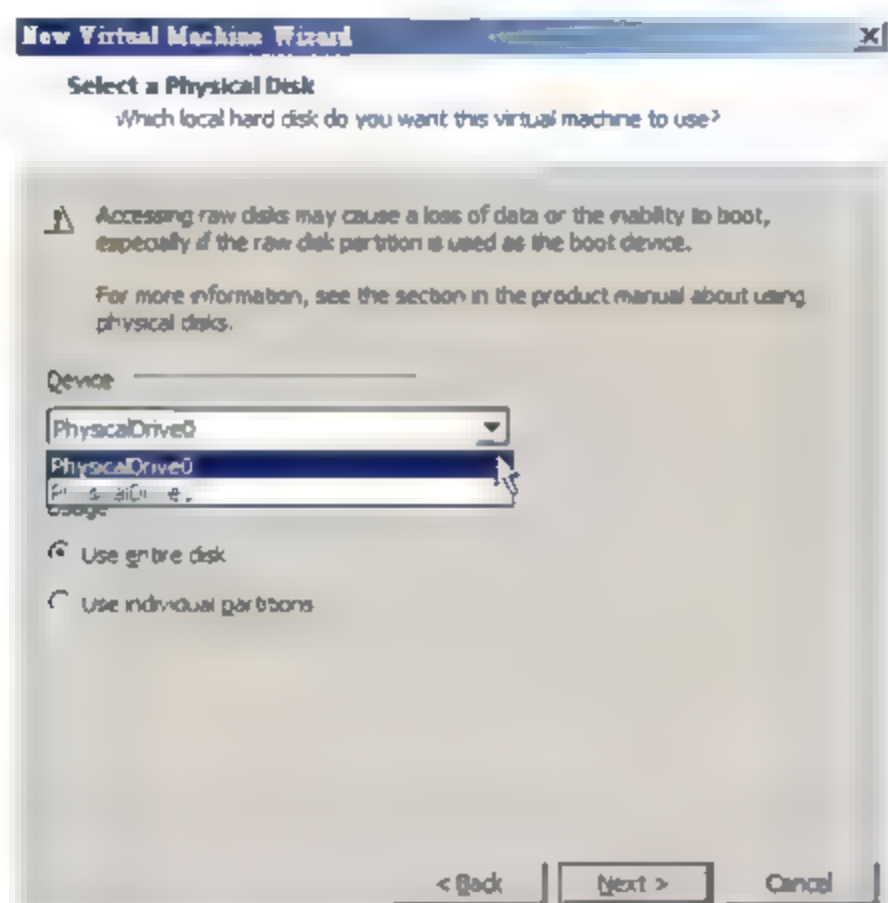 New Virtual Machine Wizard
Select a Physical Disk
Which local hard disk do you want this virtual machine to use?
Accessing raw disks may cause a loss of data or the inability to boot,
especially if the raw disk partition is used as the boot device.
For more information, see the section in the product manual about using
physical disks.
Device
PhysicalDrive0
PhysicalDrive0
Usage
Use entire disk
Use individual partitions
< Back
Next >
Cancel